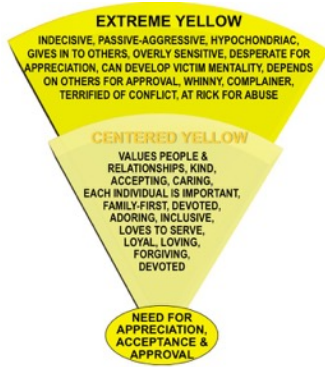 EXTREME YELLOW
INDECISIVE, PASSIVE-AGGRESSIVE, HYPOCHONDRIAC,
GIVES IN TO OTHERS, OVERLY SENSITIVE, DESPERATE FOR
APPRECIATION, CAN DEVELOP VICTIM MENTALITY, DEPENDS
ON OTHERS FOR APPROVAL, WHINNY, COMPLAINER,
TERRIFIED OF CONFLICT, AT RICK FOR ABUSE
CENTERED YELLOW
VALUES PEOPLE &
RELATIONSHIPS, KIND,
ACCEPTING, CARING,
EACH INDIVIDUAL IS IMPORTANT,
FAMILY-FIRST, DEVOTED,
ADORING, INCLUSIVE,
LOVES TO SERVE,
LOYAL, LOVING,
FORGIVING,
DEVOTED
NEED FOR
APPRECIATION,
ACCEPTANCE &
APPROVAL